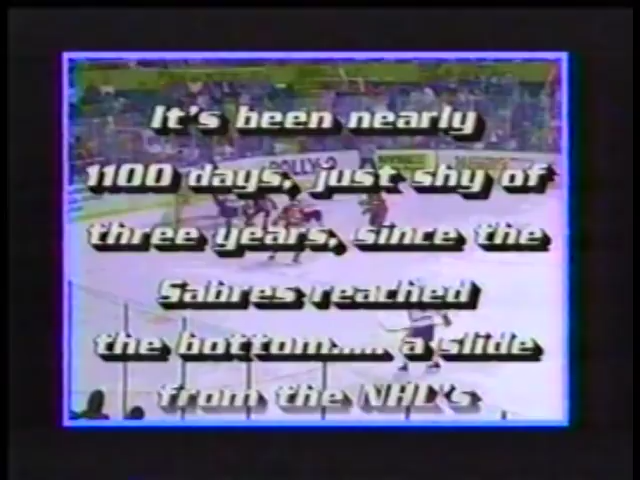 It's been nearly
1100 days, just shy of
three years, since the
Sabres reached
the bottom..... a slide
from the NHL's